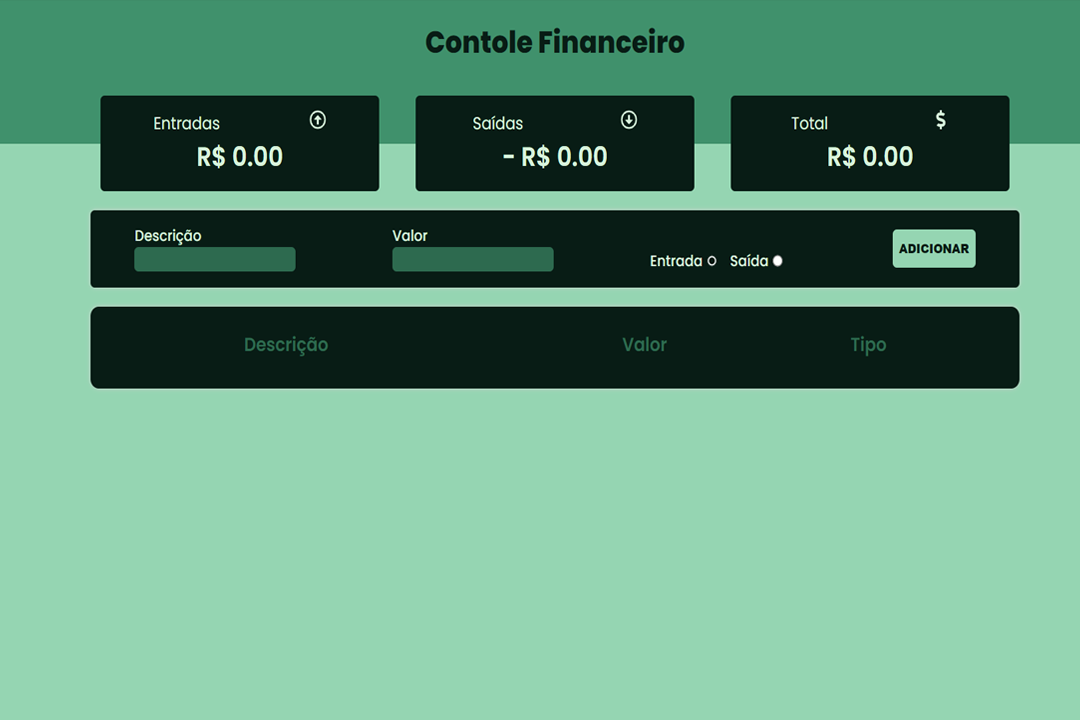 Contole Financeiro
Entradas
R$ 0.00
Saídas
- R$ 0.00
Total
$
R$ 0.00
Descrição
Valor
Entrada
Saída
ADICIONAR
Descrição Valor Tipo